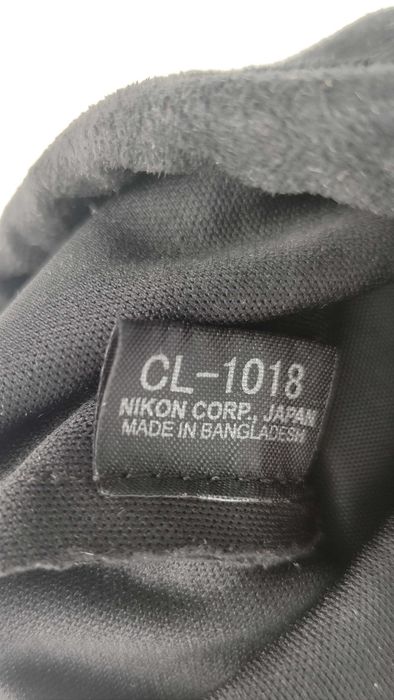 CL-1018
NIKON CORP., JAPAN
MADE IN BANGLADESH